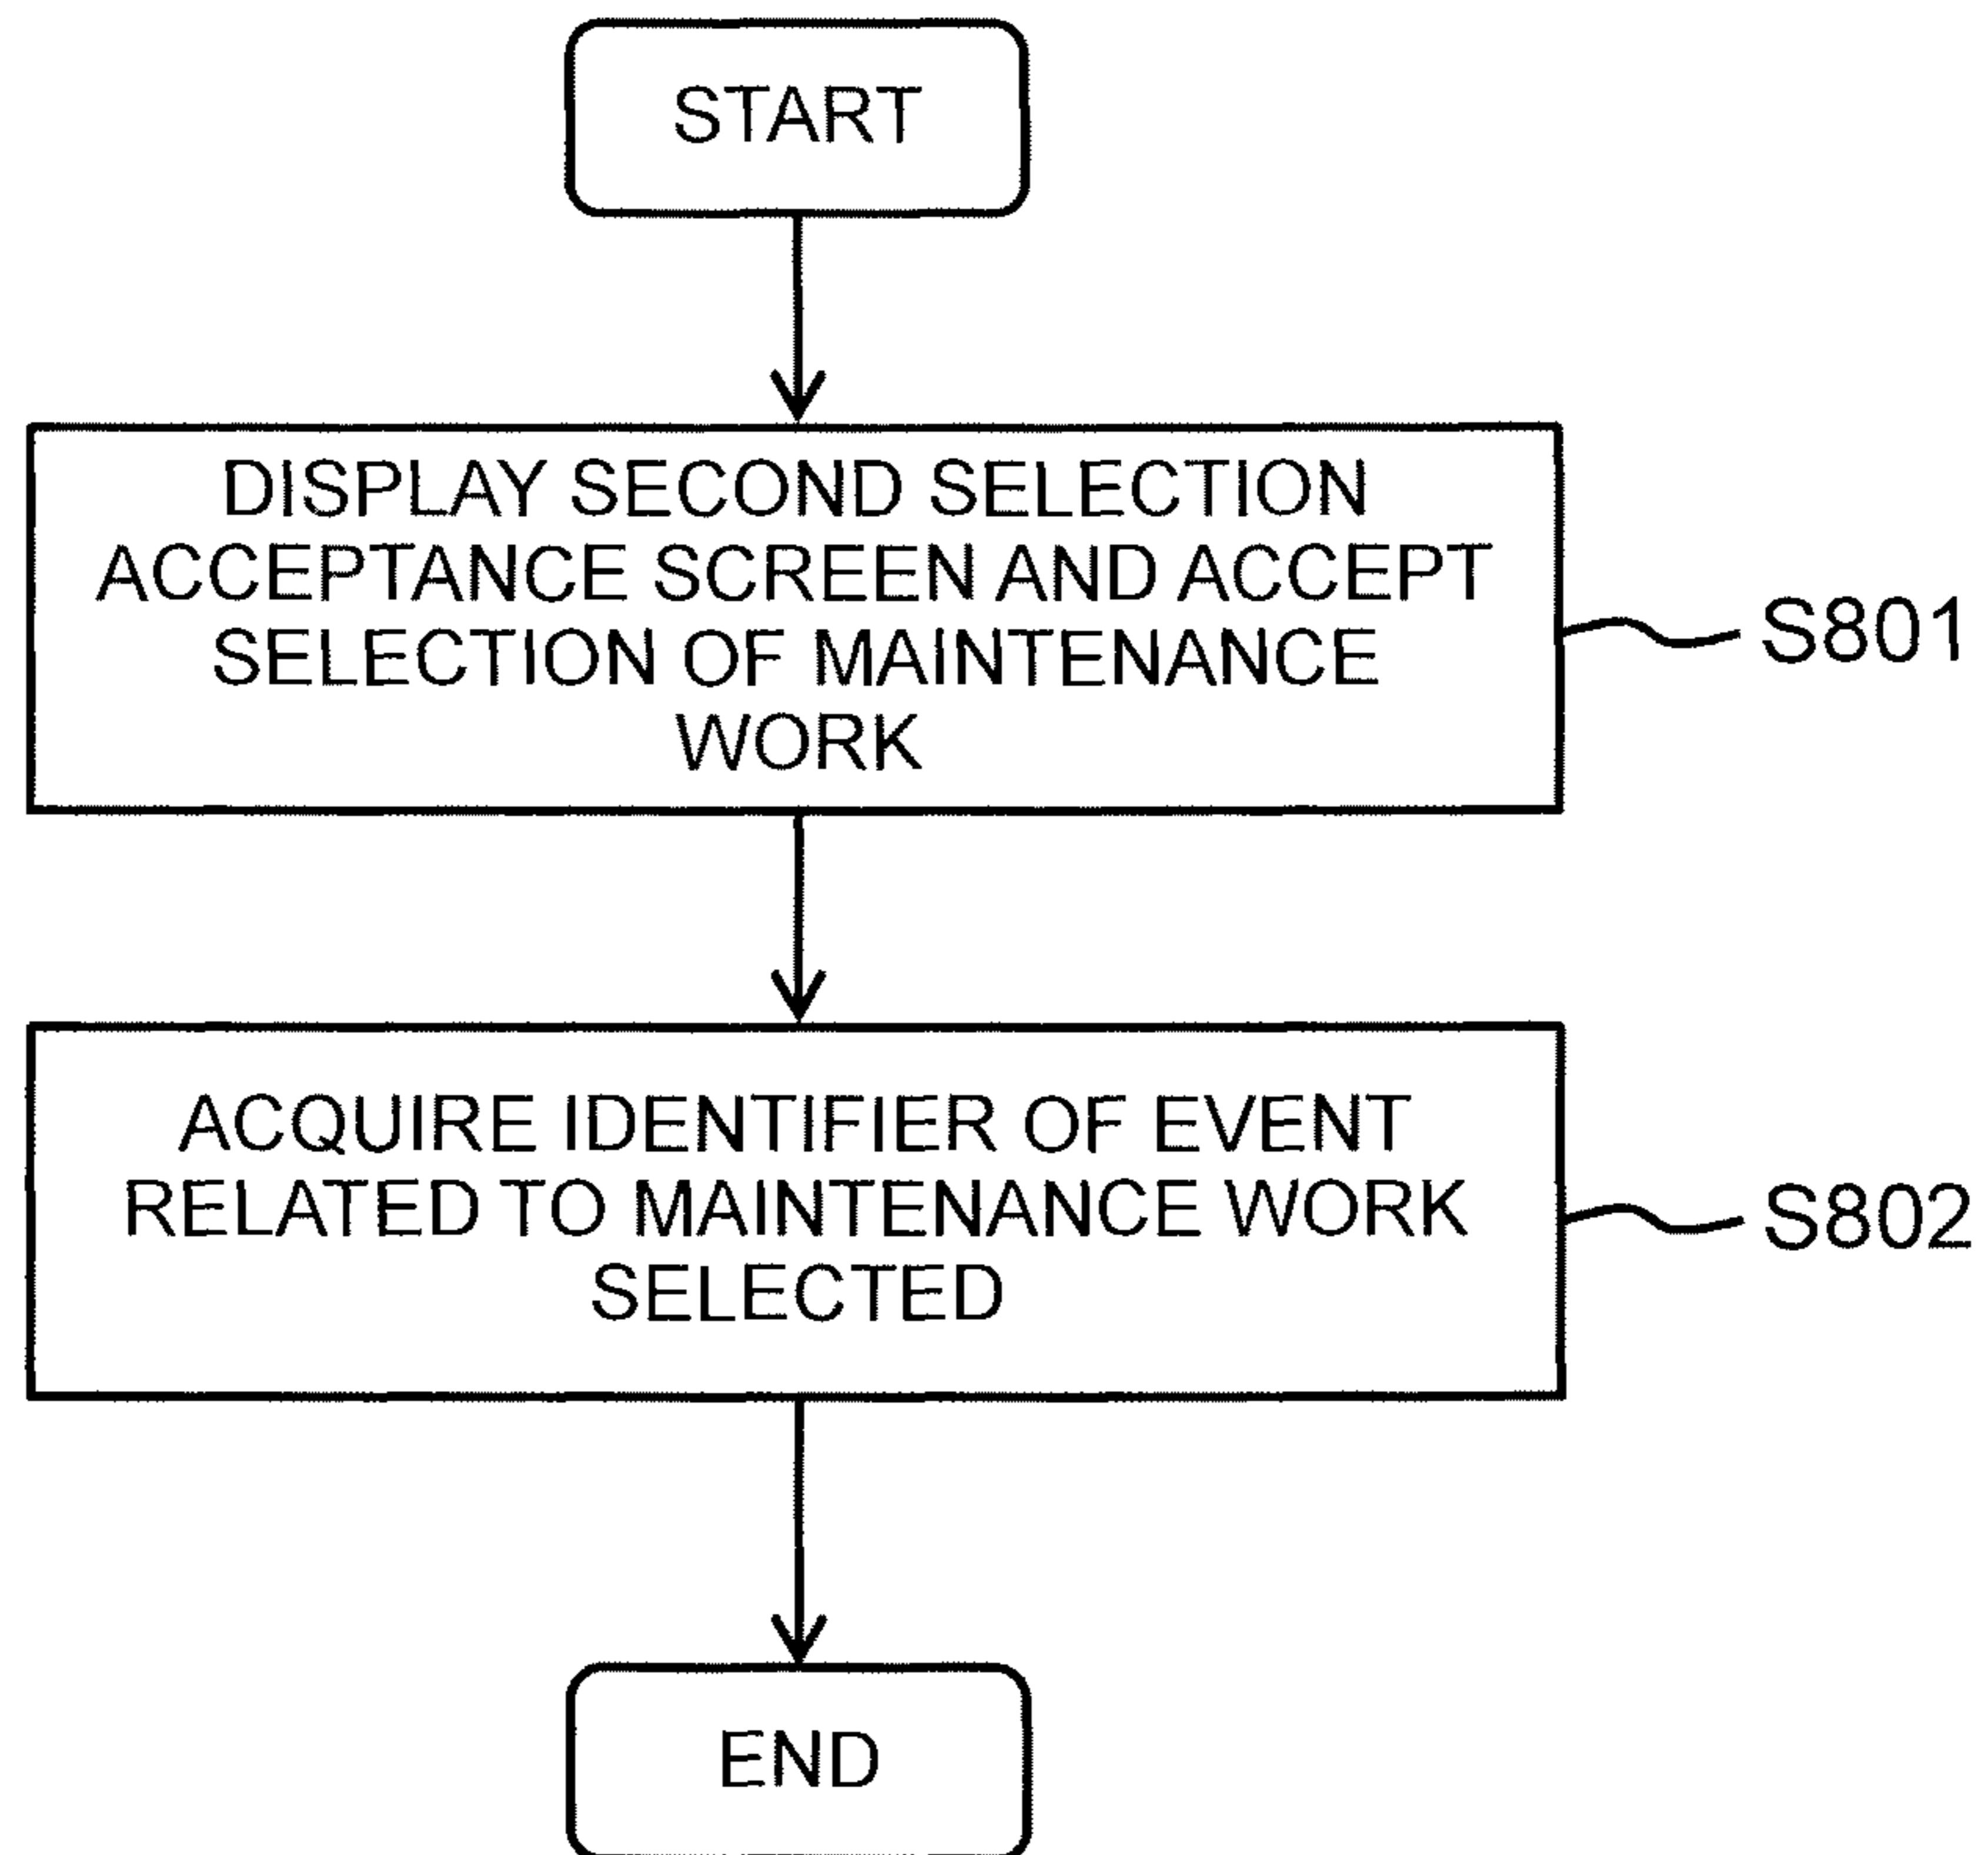 START
DISPLAY SECOND SELECTION
ACCEPTANCE SCREEN AND ACCEPT
SELECTION OF MAINTENANCE
WORK
S801
ACQUIRE IDENTIFIER OF EVENT
RELATED TO MAINTENANCE WORK
SELECTED
S802
END